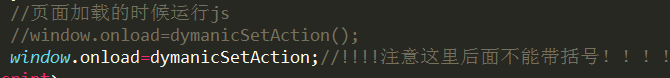 //页面加载的时候运行js
//window.onload=dymanicSetAction();
window.onload=dymanicSetAction;//!!!!注意这里后面不能带括号！！！！
cript>